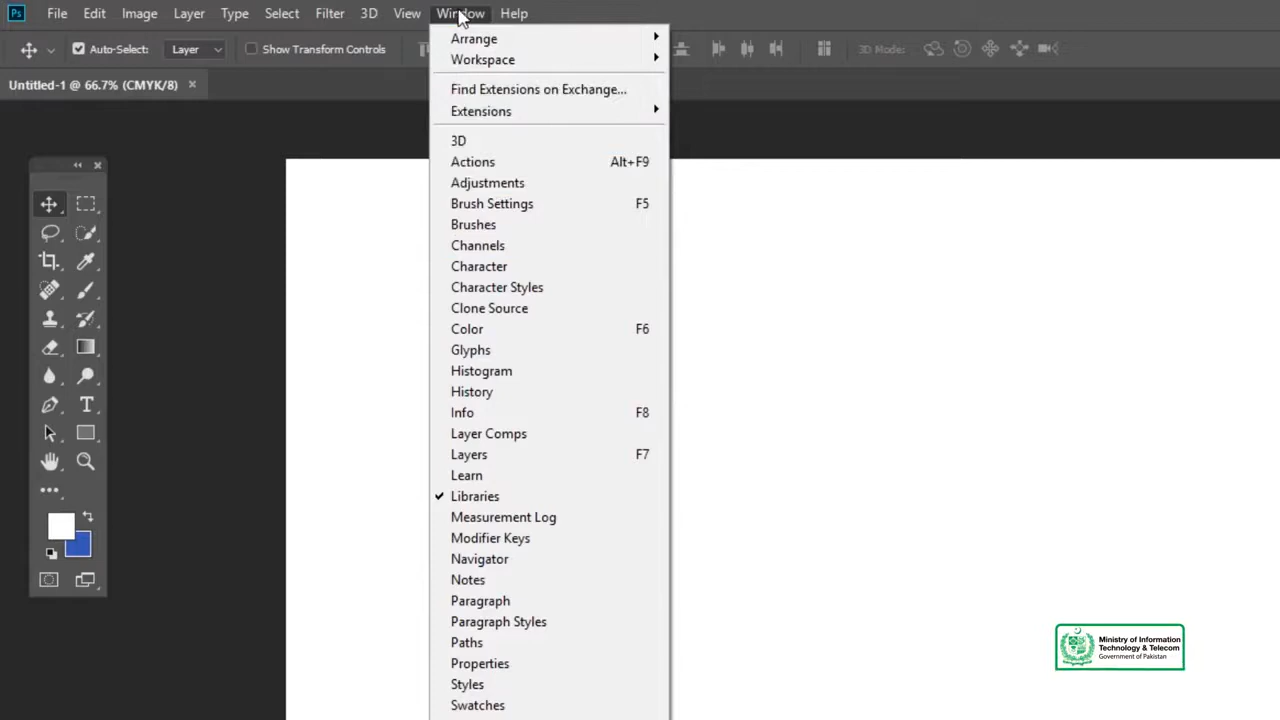 Ps File Edit Image Layer Type Select Filter 3D View Window Help
Auto-Select: Layer Show Transform Controls 3D Mode:
Untitled-1 @ 66.7% (CMYK/8) ×
Arrange
Workspace
Find Extensions on Exchange...
Extensions
3D
Actions Alt+F9
Adjustments
Brush Settings F5
Brushes
Channels
Character
Character Styles
Clone Source
Color F6
Glyphs
Histogram
History
Info F8
Layer Comps
Layers F7
Learn
Libraries
Measurement Log
Modifier Keys
Navigator
Notes
Paragraph
Paragraph Styles
Paths
Properties
Styles
Swatches
Ministry of Information
Technology & Telecom
Government of Pakistan